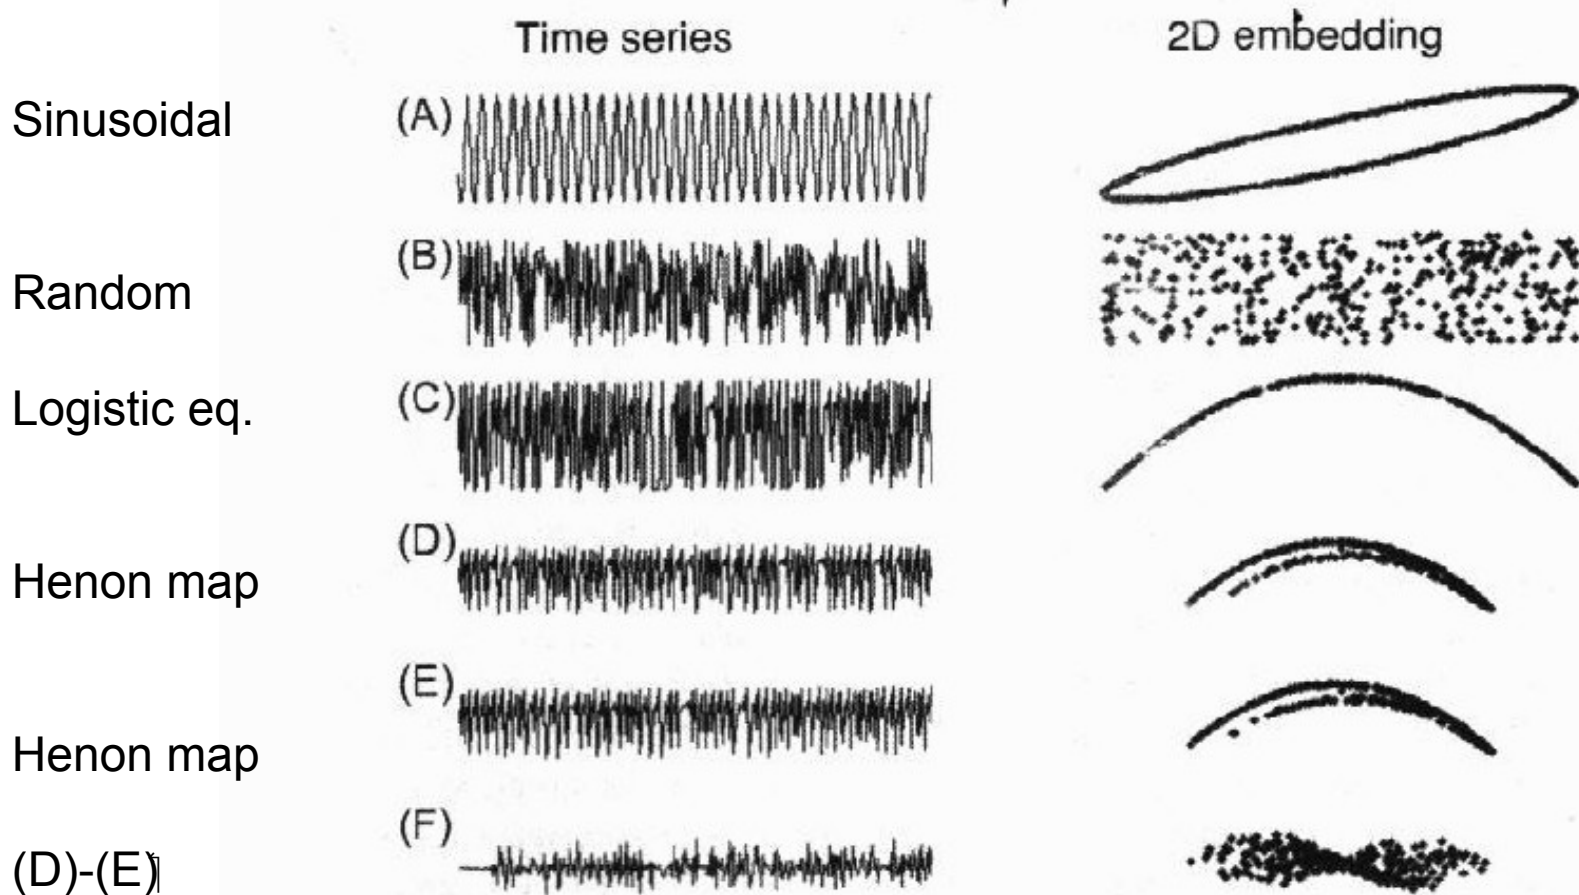 Time series 2D embedding
Sinusoidal (A)
Random (B)
Logistic eq. (C)
Henon map (D)
Henon map (E)
(D)-(E) (F)